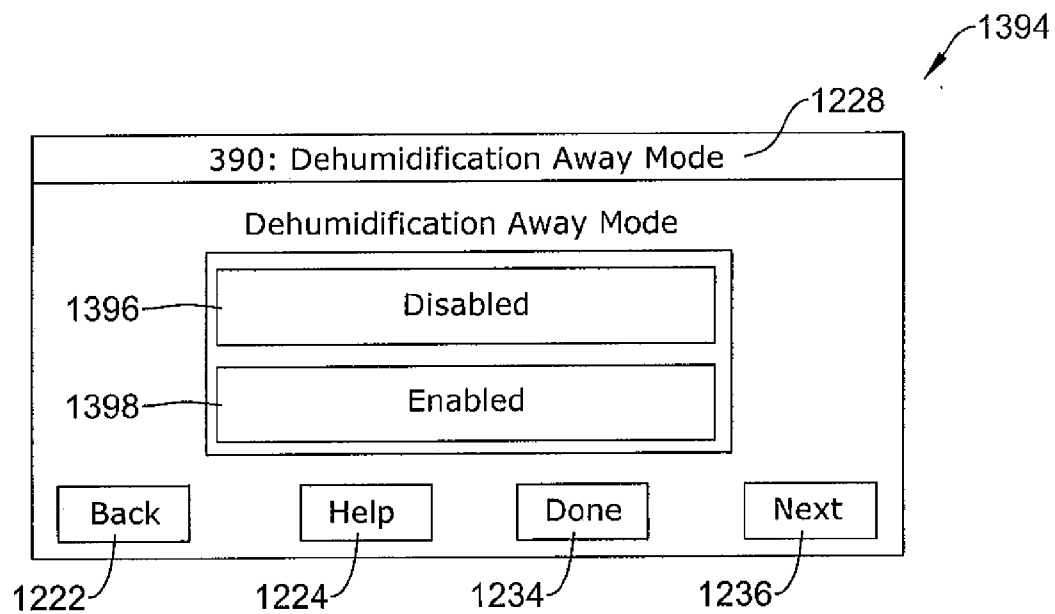 1394
1228
390: Dehumidification Away Mode
Dehumidification Away Mode
1396
Disabled
1398
Enabled
Back Help Done Next
1222 1224 1234 1236